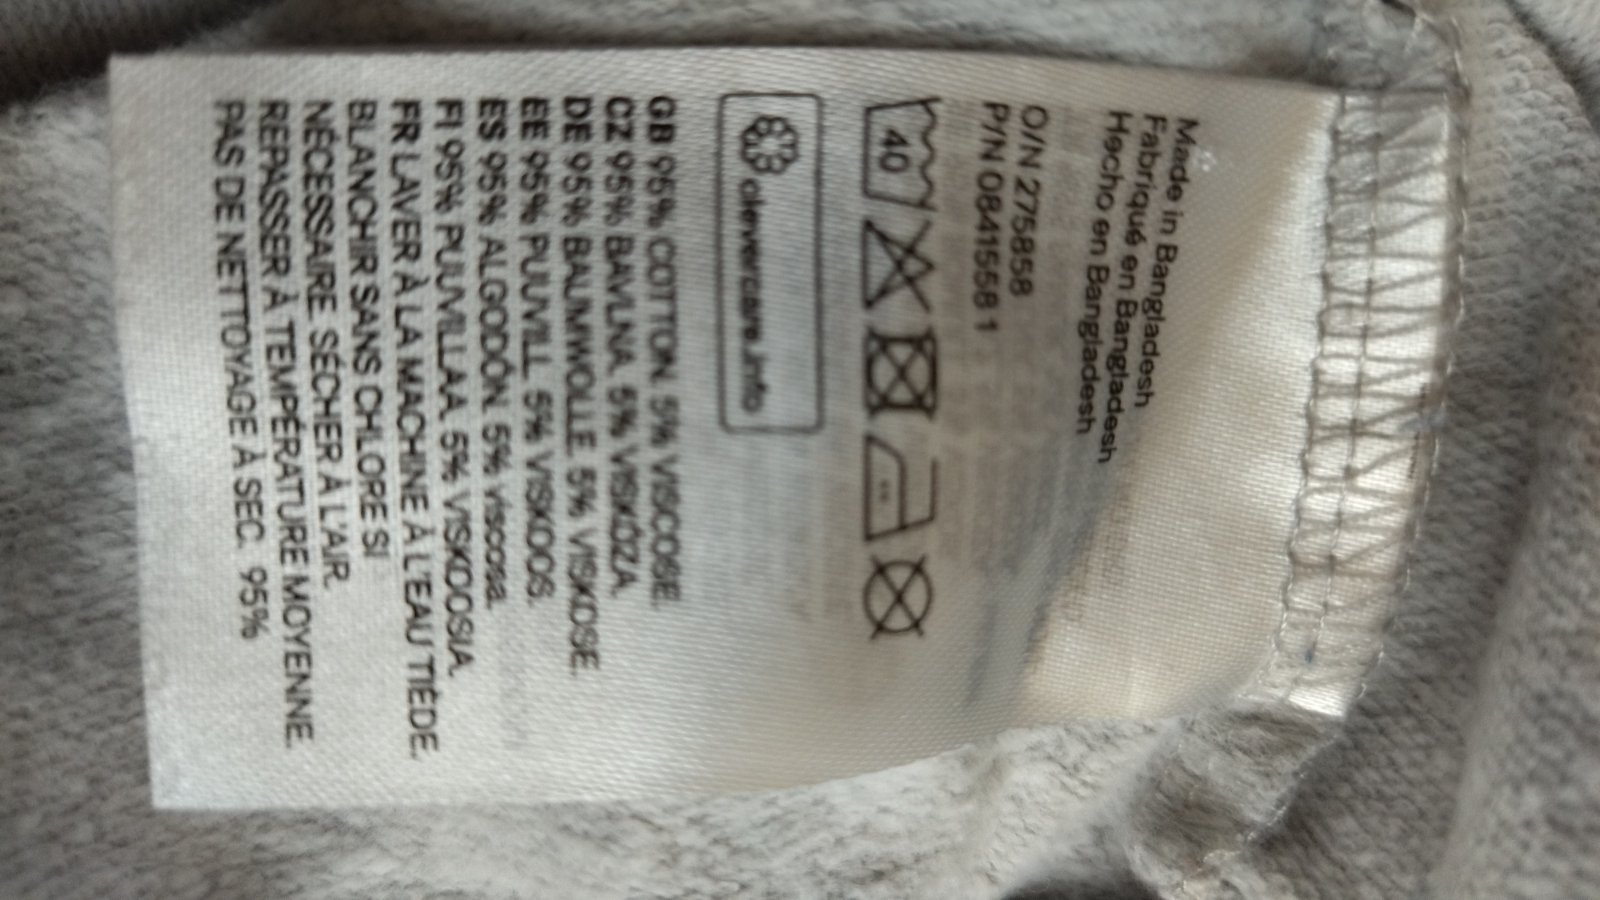 Made in Bangladesh
Fabriqué en Bangladesh
Hecho en Bangladesh
O/N 275858
P/N 0841558 1
40
clevercare.info
GB 95% COTTON. 5% VISCOSE.
CZ 95% BAVLNA. 5% VISKÓZA.
DE 95% BAUMWOLLE. 5% VISKOSE.
EE 95% PUUVILL. 5% VISKOOS.
ES 95% ALGODÓN. 5% viscosa.
FI 95% PUUVILLAA. 5% VISKOOSIA.
FR LAVER À LA MACHINE À L'EAU TIÈDE.
BLANCHIR SANS CHLORE SI
NÉCESSAIRE. SÉCHER À L'AIR.
REPASSER À TEMPÉRATURE MOYENNE.
PAS DE NETTOYAGE À SEC. 95%